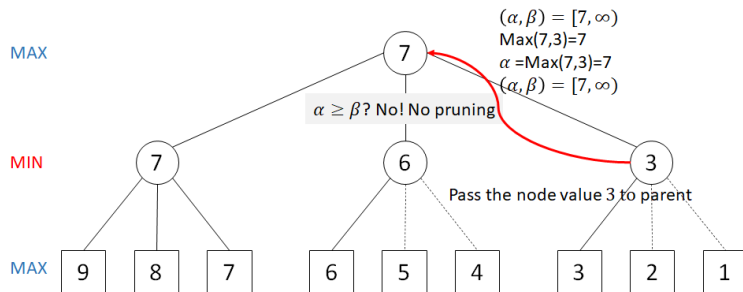 (α, β) = [7, ∞)
Max(7,3)=7
α =Max(7,3)=7
(α, β) = [7, ∞)
MAX
7
α ≥ β? No! No pruning
MIN
7
6
3
Pass the node value 3 to parent
MAX
9
8
7
6
5
4
3
2
1